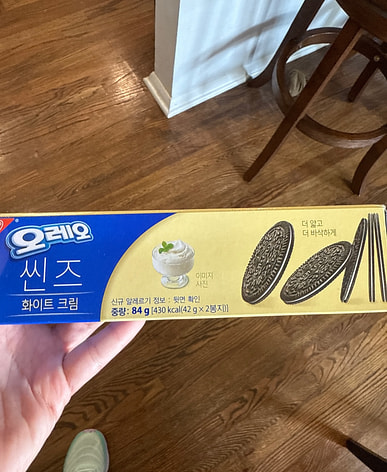 오레오
씬즈
화이트 크림
이미지
사진
더 얇고
더 바삭하게
신규 알레르기 정보 : 뒷면 확인
중량: 84 g [430 kcal(42 g × 2봉지)]